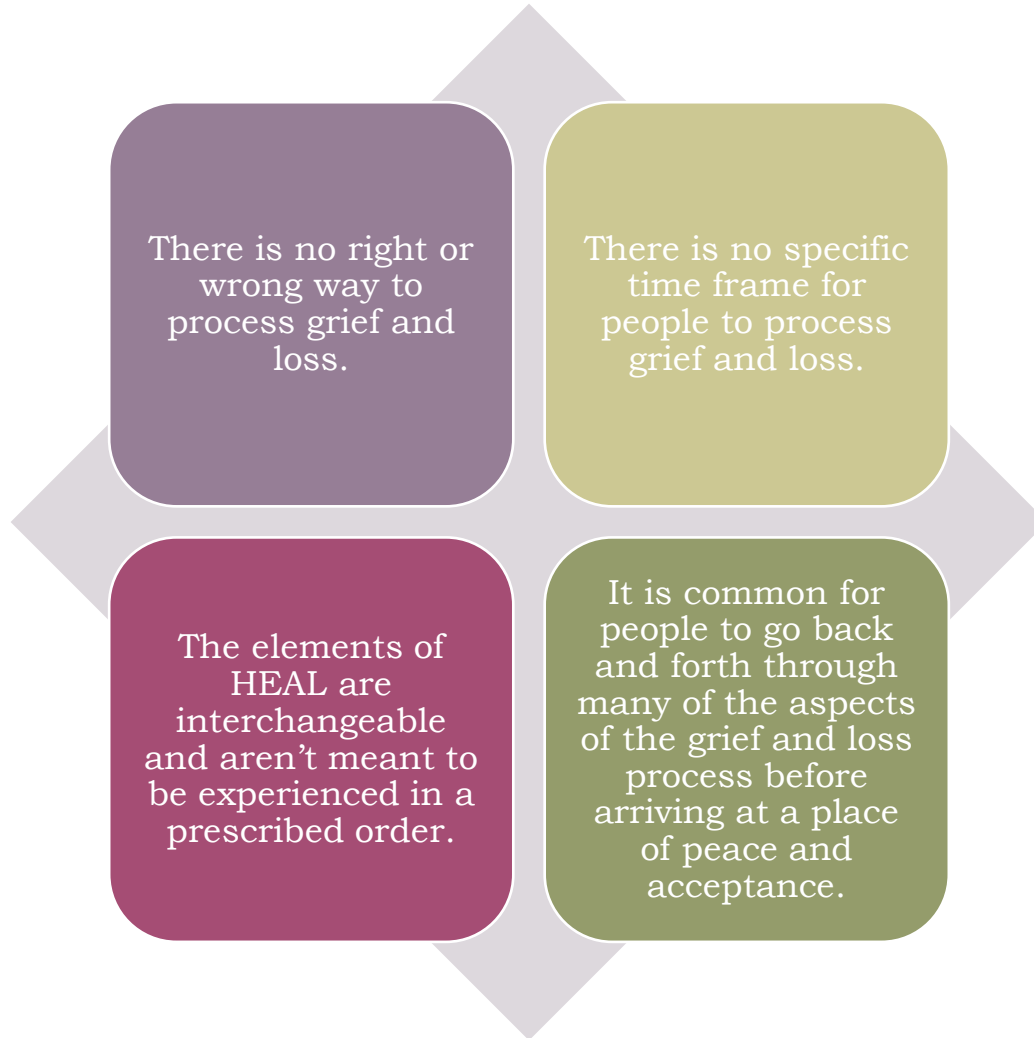 There is no right or
wrong way to
process grief and
loss.
There is no specific
time frame for
people to process
grief and loss.
The elements of
HEAL are
interchangeable
and aren’t meant to
be experienced in a
prescribed order.
It is common for
people to go back
and forth through
many of the aspects
of the grief and loss
process before
arriving at a place
of peace and
acceptance.